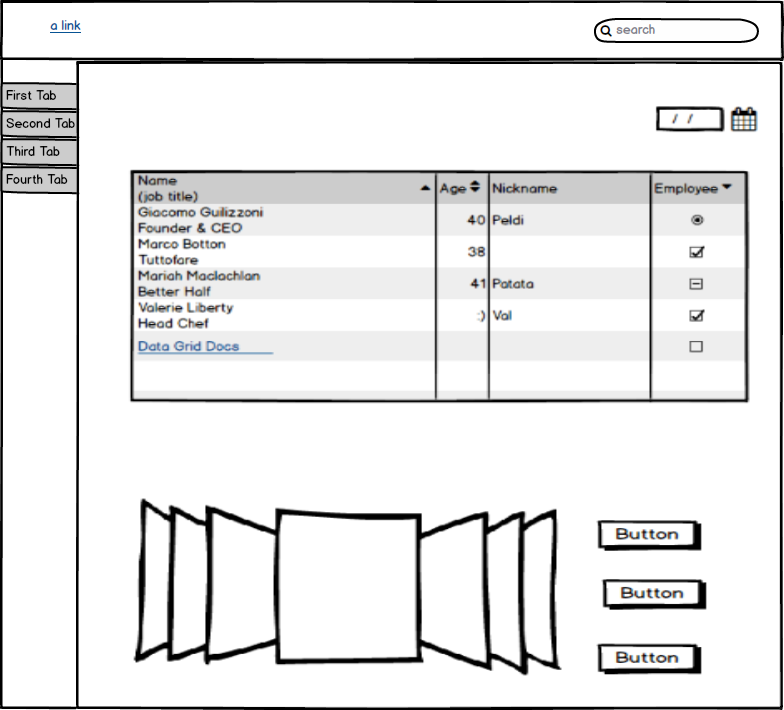 a link
search
First Tab
Second Tab
Third Tab
Fourth Tab
/ /
Name
(job title)
Age
Nickname
Employee
Giacomo Guilizzoni
Founder & CEO
40
Peldi
Marco Botton
Tuttofare
38
Mariah Maclachlan
Better Half
41
Patata
Valerie Liberty
Head Chef
:)
Val
Data Grid Docs
Button
Button
Button